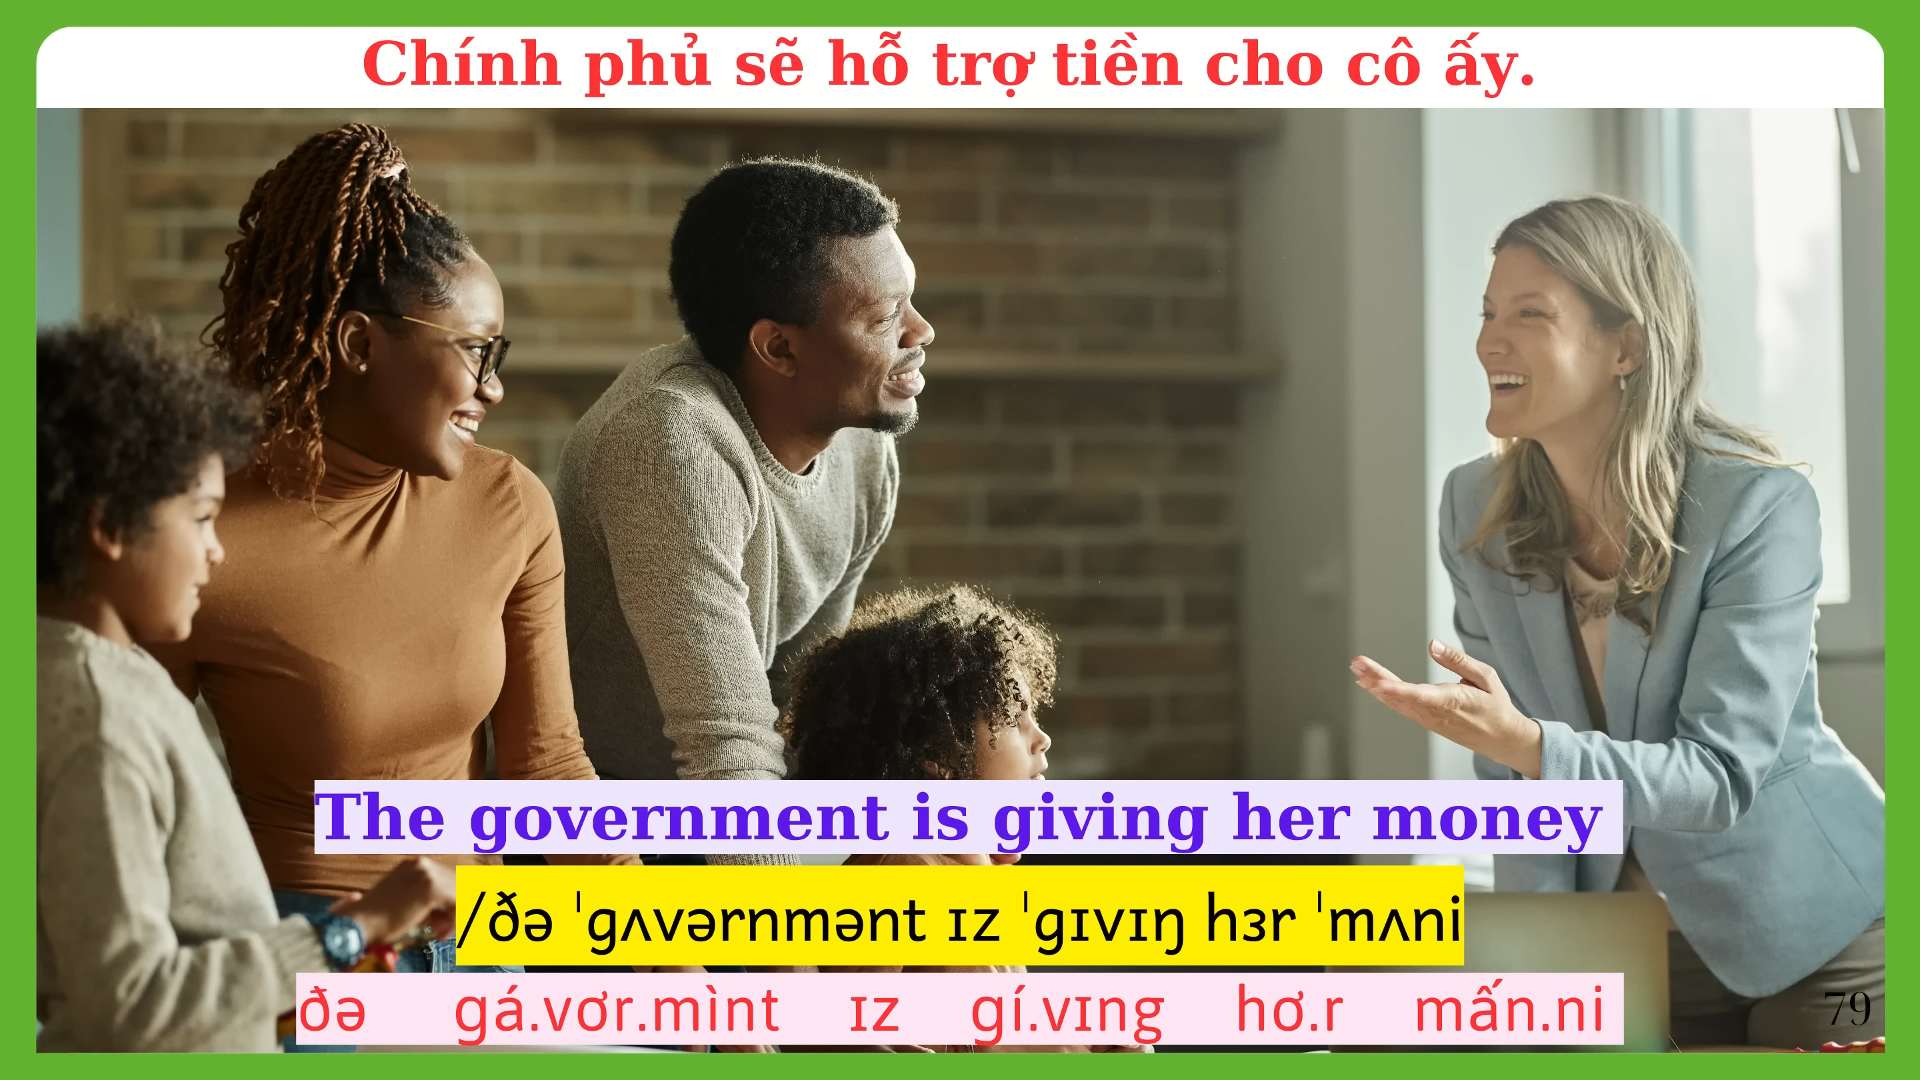 Chính phủ sẽ hỗ trợ tiền cho cô ấy.
The government is giving her money
/ðə ˈgʌvərnmənt ɪz ˈgɪvɪŋ hɜr ˈmʌni
ðə gá.vơr.mìnt ɪz gí.vɪng hơ.r mấn.ni
79